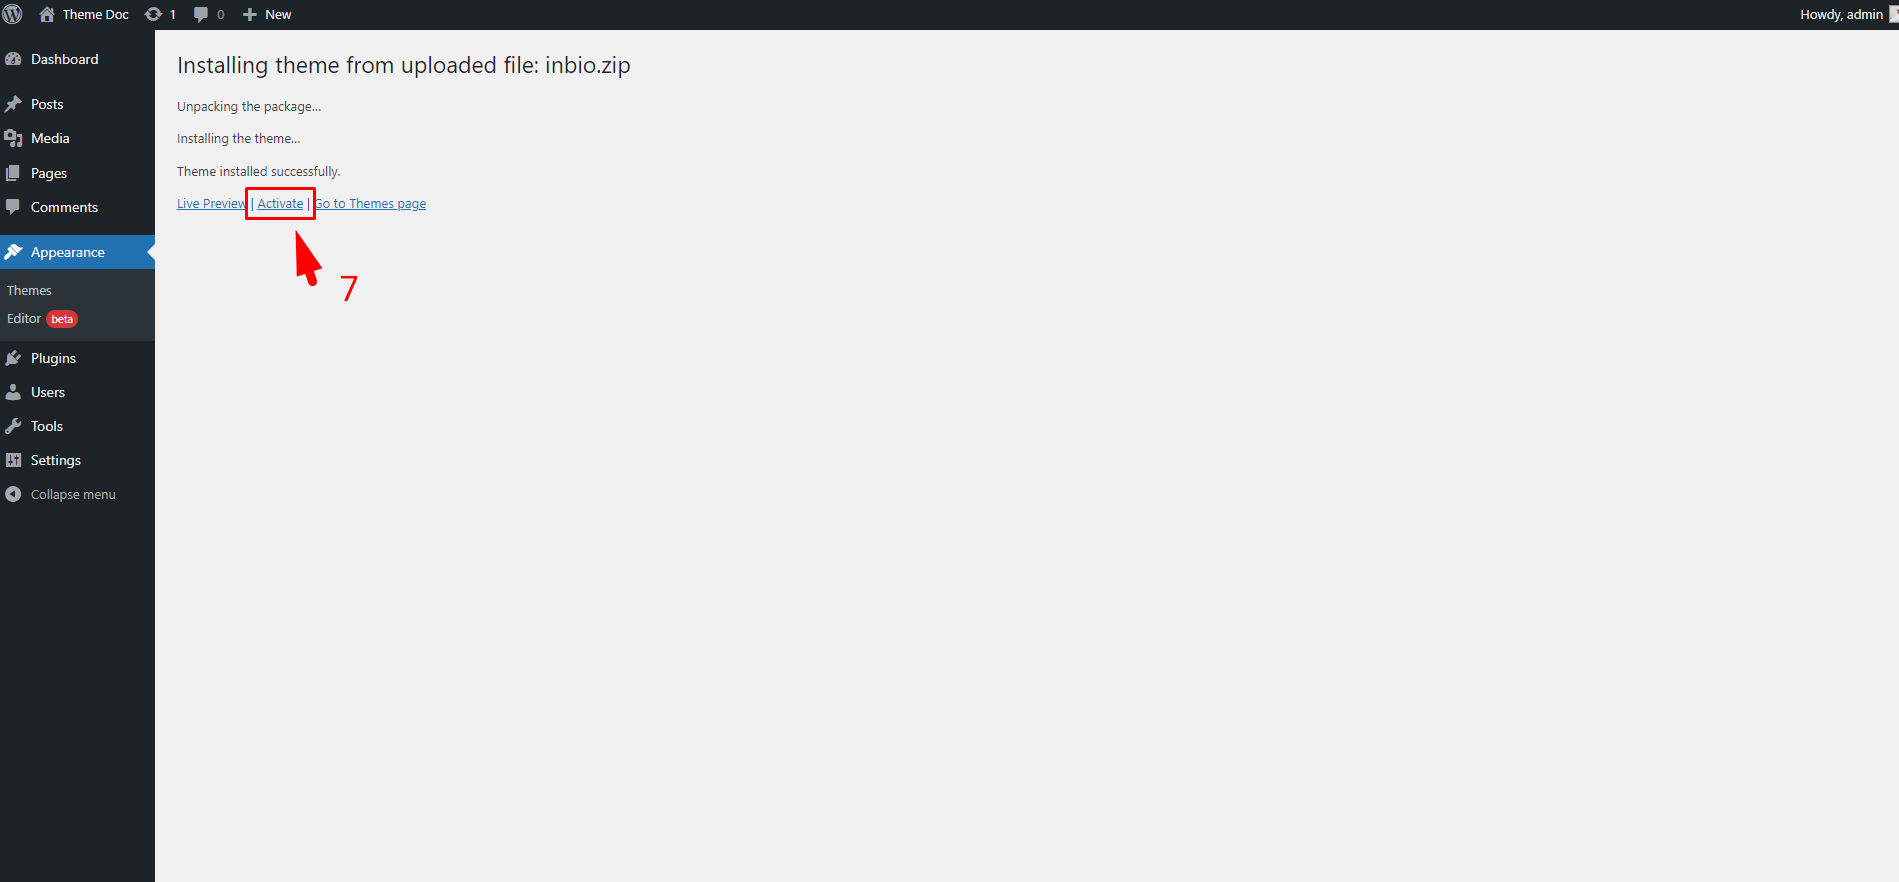 Theme Doc 1 0 New Howdy, admin
Dashboard
Posts
Media
Pages
Comments
Appearance
Themes
Editor beta
Plugins
Users
Tools
Settings
Collapse menu
Installing theme from uploaded file: inbio.zip
Unpacking the package…
Installing the theme…
Theme installed successfully.
Live Preview | Activate | Go to Themes page
7